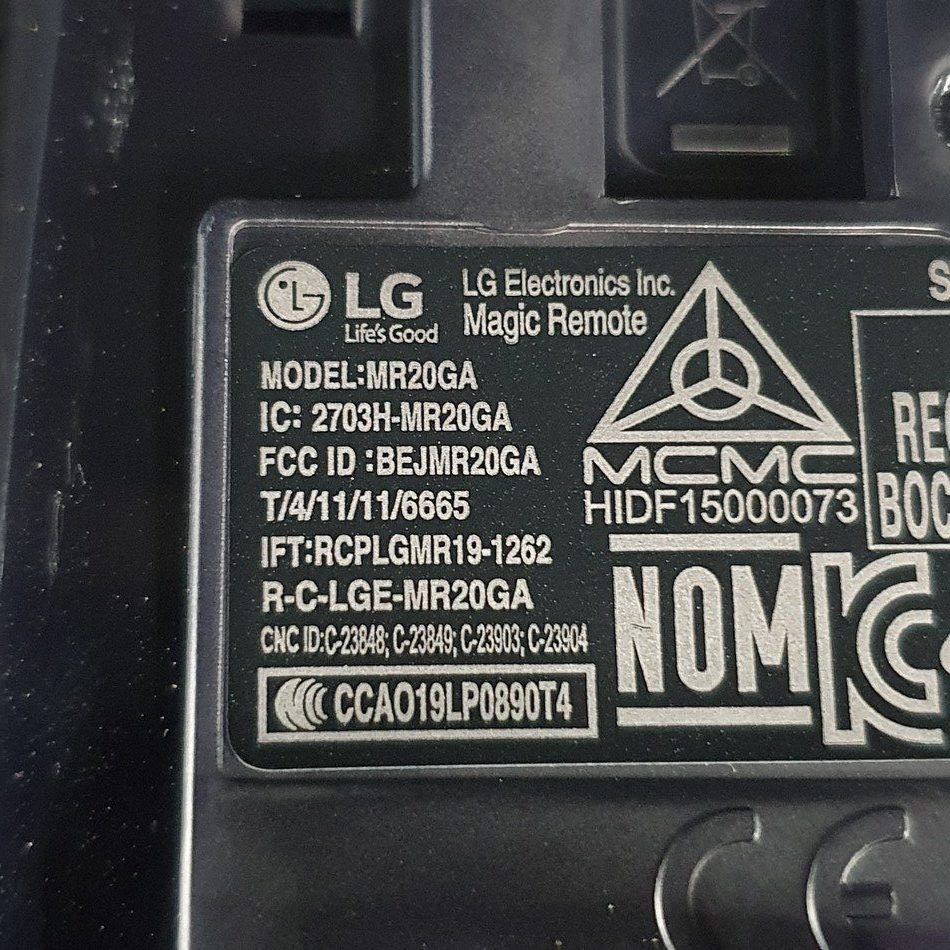 LG
Life's Good
LG Electronics Inc.
Magic Remote
MODEL:MR20GA
IC: 2703H-MR20GA
FCC ID :BEJMR20GA
T/4/11/11/6665
IFT:RCPLGMR19-1262
R-C-LGE-MR20GA
CNC ID:C-23848; C-23849; C-23903; C-23904
CCAO19LP0890T4
MCMC
HIDF15000073
NOM
CE